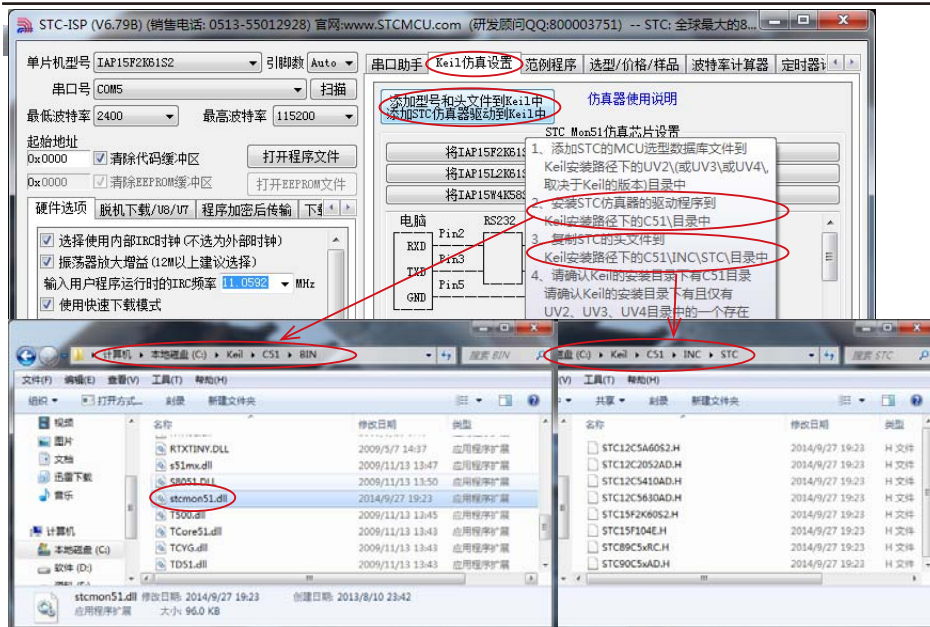 STC-ISP (V6.79B) (销售电话: 0513-55012928) 官网:www.STCMCU.com (研发顾问QQ:800003751) -- STC: 全球最大的8...
单片机型号 IAP15F2K61S2 引脚数 Auto
串口号 COM5 扫描
最低波特率 2400 最高波特率 115200
起始地址
0x0000 清除代码缓冲区 打开程序文件
0x0000 清除EEPROM缓冲区 打开EEPROM文件
硬件选项 脱机下载/U8/U7 程序加密后传输
选择使用内部IRC时钟(不选为外部时钟)
振荡器放大增益(12M以上建议选择)
输入用户程序运行时的IRC频率 11.0592 MHz
使用快速下载模式
串口助手 Keil仿真设置 范例程序 选型/价格/样品 波特率计算器 定时器
添加型号和头文件到Keil中
添加STC仿真器驱动到Keil中
仿真器使用说明
STC Mon51仿真芯片设置
将IAP15F2K61S
将IAP15L2K61S
将IAP15W4K58S
电脑 RS232
RXD Pin2
TXD Pin3
GND Pin5
1、添加STC的MCU选型数据库文件到
Keil安装路径下的UV2\(或UV3\或UV4\,
取决于Keil的版本)目录中
2、安装STC仿真器的驱动程序到
Keil安装路径下的C51\目录中
3、复制STC的头文件到
Keil安装路径下的C51\INC\STC\目录中
4、请确认Keil的安装目录下有C51目录
请确认Keil的安装目录下有且仅有
UV2、UV3、UV4目录中的一个存在
计算机 本地磁盘 (C:) Keil C51 BIN 搜索 BIN
文件(F) 编辑(E) 查看(V) 工具(T) 帮助(H)
组织 打开方式... 刻录 新建文件夹
视频
图片
文档
迅雷下载
音乐
计算机
本地磁盘 (C:)
软件 (D:)
名称 修改日期 类型
RTXTINY.DLL 2009/5/7 14:37 应用程序扩展
s51mx.dll 2009/11/13 13:47 应用程序扩展
S8051.DLL 2009/11/13 13:50 应用程序扩展
stcmon51.dll 2014/9/27 19:23 应用程序扩展
T500.dll 2009/11/13 13:45 应用程序扩展
TCore51.dll 2009/11/13 13:43 应用程序扩展
TCYG.dll 2009/11/13 13:43 应用程序扩展
TD51.dll 2009/11/13 13:43 应用程序扩展
stcmon51.dll 修改日期: 2014/9/27 19:23 创建日期: 2013/8/10 23:42
应用程序扩展 大小: 96.0 KB
磁盘 (C:) Keil C51 INC STC 搜索 STC
(V) 工具(T) 帮助(H)
共享 刻录 新建文件夹
名称 修改日期 类型
STC12C5A60S2.H 2014/9/27 19:23 H 文件
STC12C2052AD.H 2014/9/27 19:23 H 文件
STC12C5410AD.H 2014/9/27 19:23 H 文件
STC12C5630AD.H 2014/9/27 19:23 H 文件
STC15F2K60S2.H 2014/9/27 19:23 H 文件
STC15F104E.H 2014/9/27 19:23 H 文件
STC89C5xRC.H 2014/9/27 19:23 H 文件
STC90C5xAD.H 2014/9/27 19:23 H 文件